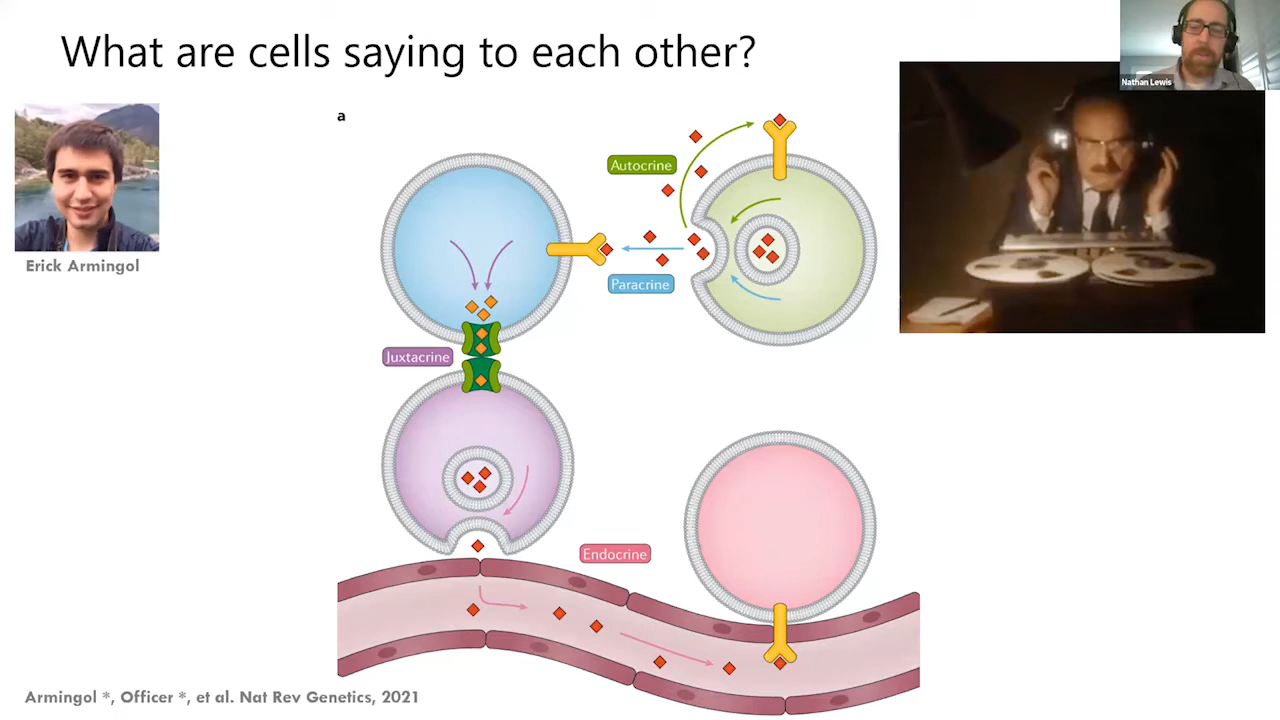 What are cells saying to each other?
Nathan Lewis
a
Autocrine
Erick Armingol
Paracrine
Juxtacrine
Endocrine
Armingol *, Officer *, et al. Nat Rev Genetics, 2021